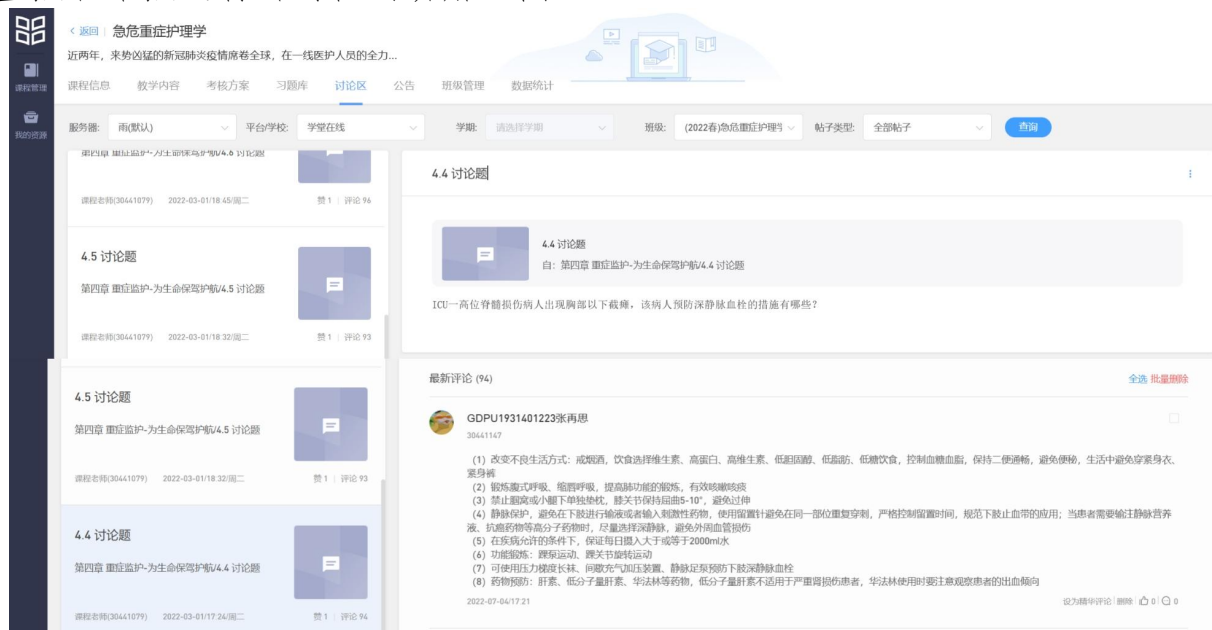 < 返回 | 急危重症护理学
近两年，来势凶猛的新冠肺炎疫情席卷全球，在一线医护人员的全力...
课程管理
我的资源
课程信息 教学内容 考核方案 习题库 讨论区 公告 班级管理 数据统计
服务器: 雨(默认) 平台/学校: 学堂在线 学期: 请选择学期 班级: (2022春)急危重症护理学 帖子类型: 全部帖子 查询
第四章 重症监护-为生命保驾护航/4.6 讨论题
课程老师(30441079) 2022-03-01/18:45/周二 赞 1 | 评论 96
4.5 讨论题
第四章 重症监护-为生命保驾护航/4.5 讨论题
课程老师(30441079) 2022-03-01/18:32/周二 赞 1 | 评论 93
4.5 讨论题
第四章 重症监护-为生命保驾护航/4.5 讨论题
课程老师(30441079) 2022-03-01/18:32/周二 赞 1 | 评论 93
4.4 讨论题
第四章 重症监护-为生命保驾护航/4.4 讨论题
课程老师(30441079) 2022-03-01/17:24/周二 赞 1 | 评论 94
4.4 讨论题
4.4 讨论题
自：第四章 重症监护-为生命保驾护航/4.4 讨论题
ICU一高位脊髓损伤病人出现胸部以下截瘫，该病人预防深静脉血栓的措施有哪些？
最新评论 (94) 全选 批量删除
GDPU1931401223张再思
30441147
(1) 改变不良生活方式：戒烟酒，饮食选择维生素、高蛋白、高维生素、低胆固醇、低脂肪、低糖饮食，控制血糖血脂，保持二便通畅，避免便秘，生活中避免穿紧身衣、
紧身裤
(2) 锻炼腹式呼吸、缩唇呼吸，提高肺功能的锻炼，有效咳嗽咳痰
(3) 禁止腘窝或小腿下单独垫枕，膝关节保持屈曲5-10°，避免过伸
(4) 静脉保护，避免在下肢进行输液或者输入刺激性药物，使用留置针避免在同一部位重复穿刺，严格控制留置时间，规范下肢止血带的应用；当患者需要输注静脉营养
液、抗癌药物等高分子药物时，尽量选择深静脉，避免外周血管损伤
(5) 在疾病允许的条件下，保证每日摄入大于或等于2000ml水
(6) 功能锻炼：踝泵运动、踝关节旋转运动
(7) 可使用压力梯度长袜、间歇充气加压装置、静脉足泵预防下肢深静脉血栓
(8) 药物预防：肝素、低分子量肝素、华法林等药物，低分子量肝素不适用于严重肾损伤患者，华法林使用时要注意观察患者的出血倾向
2022-07-04/17:21 设为精华评论 | 删除 | 0 | 0